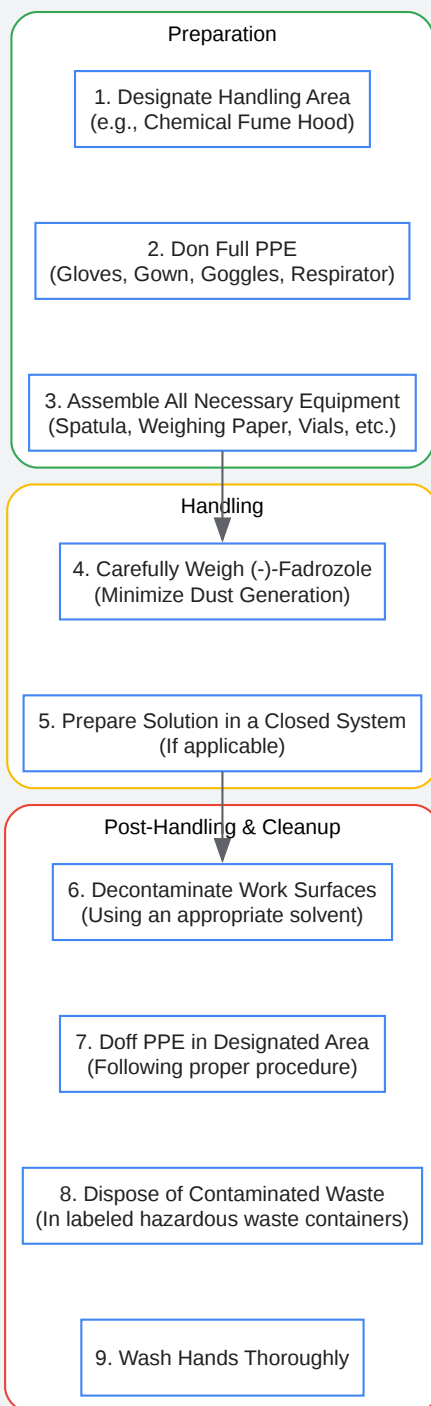 Preparation
1. Designate Handling Area
(e.g., Chemical Fume Hood)
2. Don Full PPE
(Gloves, Gown, Goggles, Respirator)
3. Assemble All Necessary Equipment
(Spatula, Weighing Paper, Vials, etc.)
Handling
4. Carefully Weigh (-)-Fadrozole
(Minimize Dust Generation)
5. Prepare Solution in a Closed System
(If applicable)
Post-Handling & Cleanup
6. Decontaminate Work Surfaces
(Using an appropriate solvent)
7. Doff PPE in Designated Area
(Following proper procedure)
8. Dispose of Contaminated Waste
(In labeled hazardous waste containers)
9. Wash Hands Thoroughly